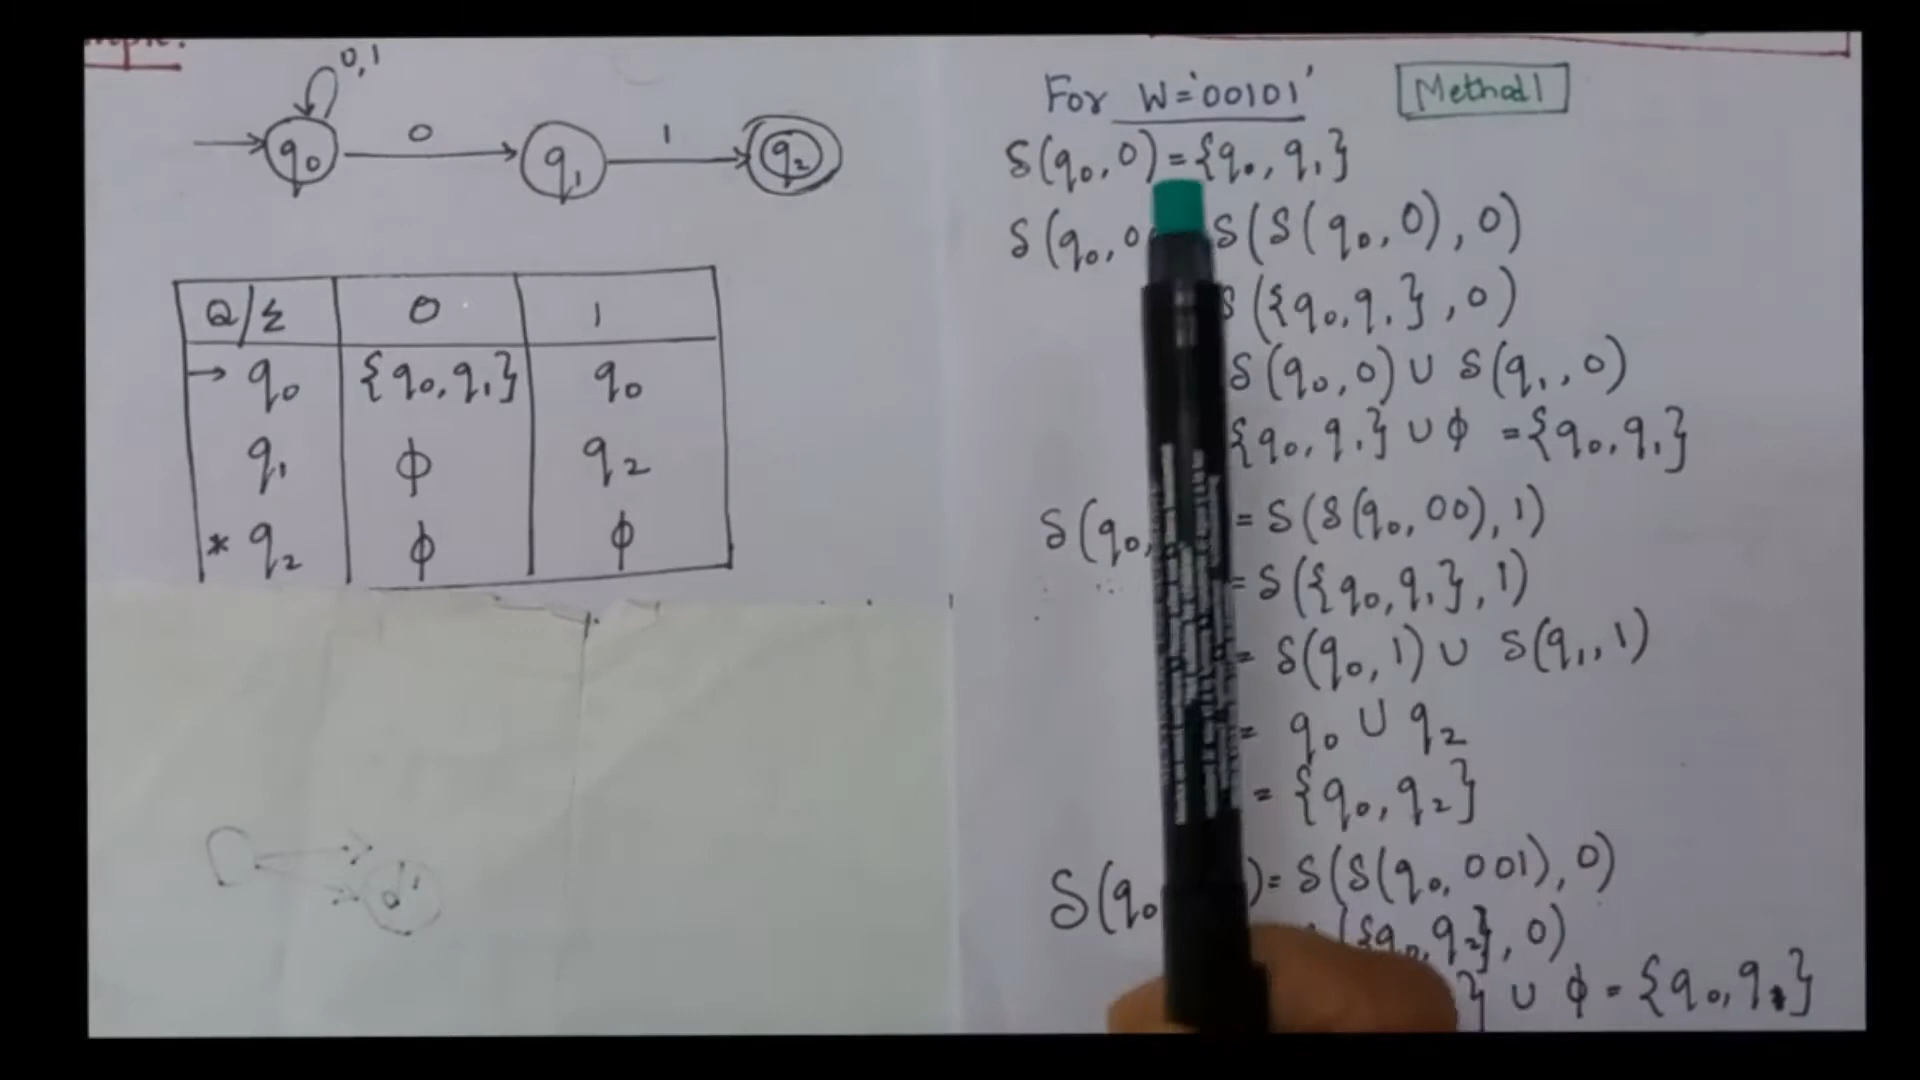 0,1
q₀ 0 q₁ 1 q₂
Q/Σ 0 1
→ q₀ {q₀,q₁} q₀
q₁ ϕ q₂
* q₂ ϕ ϕ
For W='00101' Method 1
δ(q₀,0)={q₀,q₁}
δ(q₀,0 δ(δ(q₀,0),0)
δ({q₀,q₁},0)
δ(q₀,0) ∪ δ(q₁,0)
{q₀,q₁} ∪ ϕ ={q₀,q₁}
δ(q₀, = δ(δ(q₀,00),1)
= δ({q₀,q₁},1)
= δ(q₀,1) ∪ δ(q₁,1)
= q₀ ∪ q₂
= {q₀,q₂}
δ(q₀ )= δ(δ(q₀,001),0)
({q₀,q₂},0)
} ∪ ϕ = {q₀,q₁}